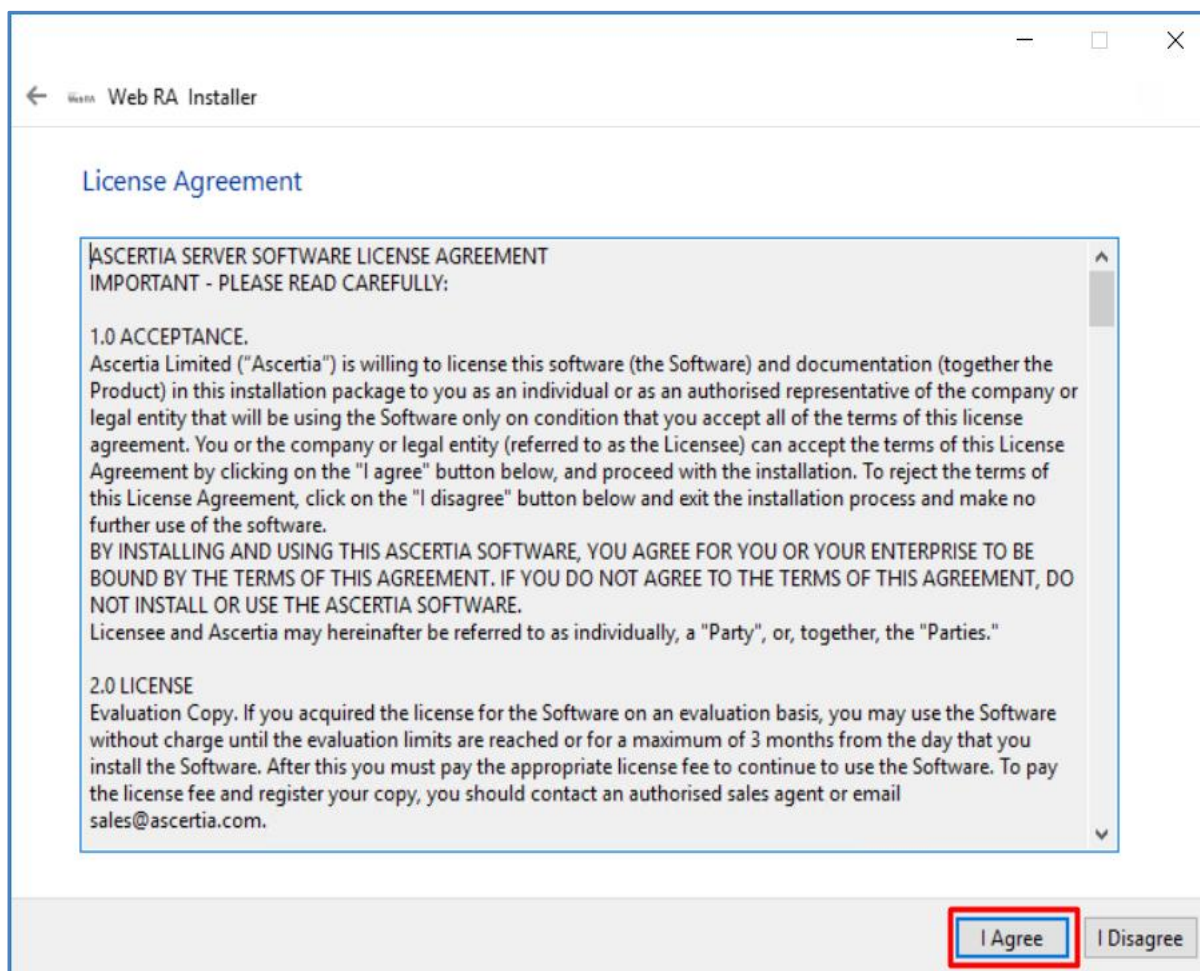 Web RA Installer
License Agreement
ASCERTIA SERVER SOFTWARE LICENSE AGREEMENT
IMPORTANT - PLEASE READ CAREFULLY:
1.0 ACCEPTANCE.
Ascertia Limited (“Ascertia”) is willing to license this software (the Software) and documentation (together the
Product) in this installation package to you as an individual or as an authorised representative of the company or
legal entity that will be using the Software only on condition that you accept all of the terms of this license
agreement. You or the company or legal entity (referred to as the Licensee) can accept the terms of this License
Agreement by clicking on the "I agree" button below, and proceed with the installation. To reject the terms of
this License Agreement, click on the "I disagree" button below and exit the installation process and make no
further use of the software.
BY INSTALLING AND USING THIS ASCERTIA SOFTWARE, YOU AGREE FOR YOU OR YOUR ENTERPRISE TO BE
BOUND BY THE TERMS OF THIS AGREEMENT. IF YOU DO NOT AGREE TO THE TERMS OF THIS AGREEMENT, DO
NOT INSTALL OR USE THE ASCERTIA SOFTWARE.
Licensee and Ascertia may hereinafter be referred to as individually, a "Party", or, together, the "Parties."
2.0 LICENSE
Evaluation Copy. If you acquired the license for the Software on an evaluation basis, you may use the Software
without charge until the evaluation limits are reached or for a maximum of 3 months from the day that you
install the Software. After this you must pay the appropriate license fee to continue to use the Software. To pay
the license fee and register your copy, you should contact an authorised sales agent or email
sales@ascertia.com.
I Agree
I Disagree